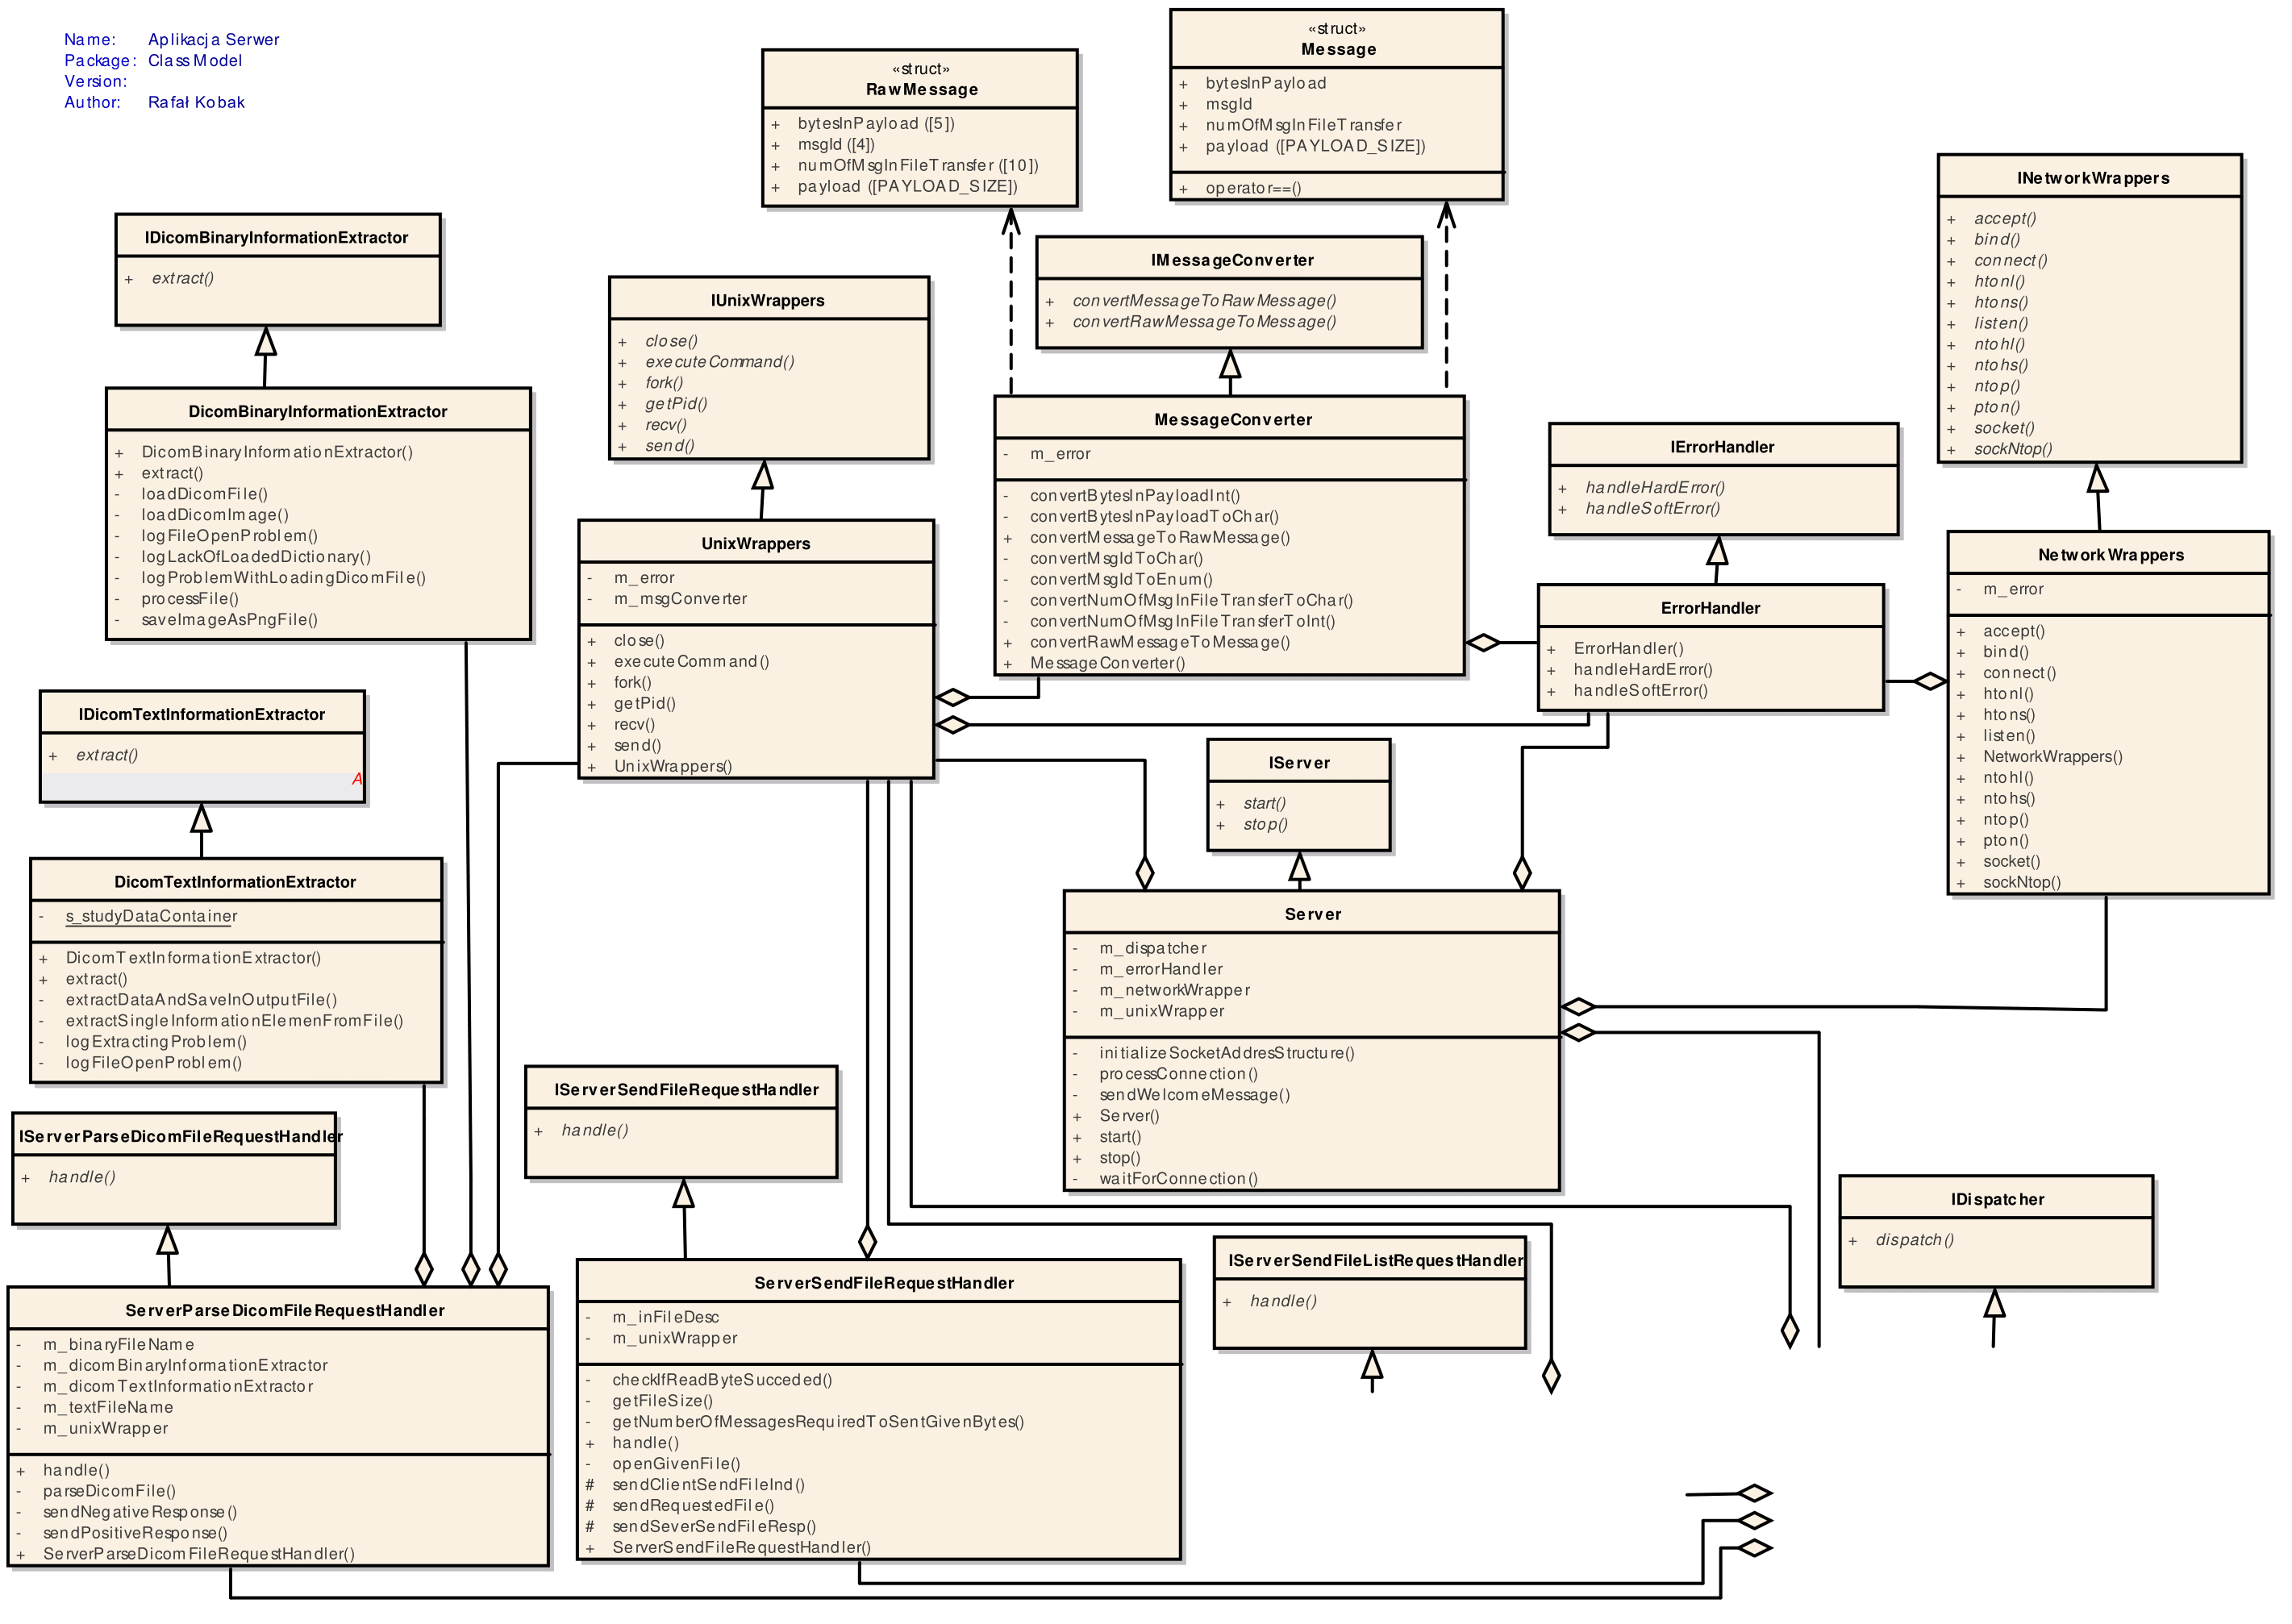 Name: Aplikacja Serwer
Package: Class Model
Version:
Author: Rafał Kobak
«struct»
RawMessage
+ bytesInPayload ([5])
+ msgId ([4])
+ numOfMsgInFileTransfer ([10])
+ payload ([PAYLOAD_SIZE])
«struct»
Message
+ bytesInPayload
+ msgId
+ numOfMsgInFileTransfer
+ payload ([PAYLOAD_SIZE])
+ operator==()
INetworkWrappers
+ accept()
+ bind()
+ connect()
+ htonl()
+ htons()
+ listen()
+ ntohl()
+ ntohs()
+ ntop()
+ pton()
+ socket()
+ sockNtop()
IDicomBinaryInformationExtractor
+ extract()
IUnixWrappers
+ close()
+ executeCommand()
+ fork()
+ getPid()
+ recv()
+ send()
IMessageConverter
+ convertMessageToRawMessage()
+ convertRawMessageToMessage()
DicomBinaryInformationExtractor
+ DicomBinaryInformationExtractor()
+ extract()
- loadDicomFile()
- loadDicomImage()
- logFileOpenProblem()
- logLackOfLoadedDictionary()
- logProblemWithLoadingDicomFile()
- processFile()
- saveImageAsPngFile()
MessageConverter
- m_error
- convertBytesInPayloadInt()
- convertBytesInPayloadToChar()
+ convertMessageToRawMessage()
- convertMsgIdToChar()
- convertMsgIdToEnum()
- convertNumOfMsgInFileTransferToChar()
- convertNumOfMsgInFileTransferToInt()
+ convertRawMessageToMessage()
+ MessageConverter()
IErrorHandler
+ handleHardError()
+ handleSoftError()
UnixWrappers
- m_error
- m_msgConverter
+ close()
+ executeCommand()
+ fork()
+ getPid()
+ recv()
+ send()
+ UnixWrappers()
ErrorHandler
+ ErrorHandler()
+ handleHardError()
+ handleSoftError()
NetworkWrappers
- m_error
+ accept()
+ bind()
+ connect()
+ htonl()
+ htons()
+ listen()
+ NetworkWrappers()
+ ntohl()
+ ntohs()
+ ntop()
+ pton()
+ socket()
+ sockNtop()
IDicomTextInformationExtractor
+ extract()
A
IServer
+ start()
+ stop()
DicomTextInformationExtractor
- s_studyDataContainer
+ DicomTextInformationExtractor()
+ extract()
- extractDataAndSaveInOutputFile()
- extractSingleInformationElemenFromFile()
- logExtractingProblem()
- logFileOpenProblem()
Server
- m_dispatcher
- m_errorHandler
- m_networkWrapper
- m_unixWrapper
- initializeSocketAddresStructure()
- processConnection()
- sendWelcomeMessage()
+ Server()
+ start()
+ stop()
- waitForConnection()
IServerSendFileRequestHandler
+ handle()
IServerParseDicomFileRequestHandler
+ handle()
IDispatcher
+ dispatch()
IServerSendFileListRequestHandler
+ handle()
ServerParseDicomFileRequestHandler
- m_binaryFileName
- m_dicomBinaryInformationExtractor
- m_dicomTextInformationExtractor
- m_textFileName
- m_unixWrapper
+ handle()
- parseDicomFile()
- sendNegativeResponse()
- sendPositiveResponse()
+ ServerParseDicomFileRequestHandler()
ServerSendFileRequestHandler
- m_inFileDesc
- m_unixWrapper
- checkIfReadByteSucceded()
- getFileSize()
- getNumberOfMessagesRequiredToSentGivenBytes()
+ handle()
- openGivenFile()
# sendClientSendFileInd()
# sendRequestedFile()
# sendSeverSendFileResp()
+ ServerSendFileRequestHandler()